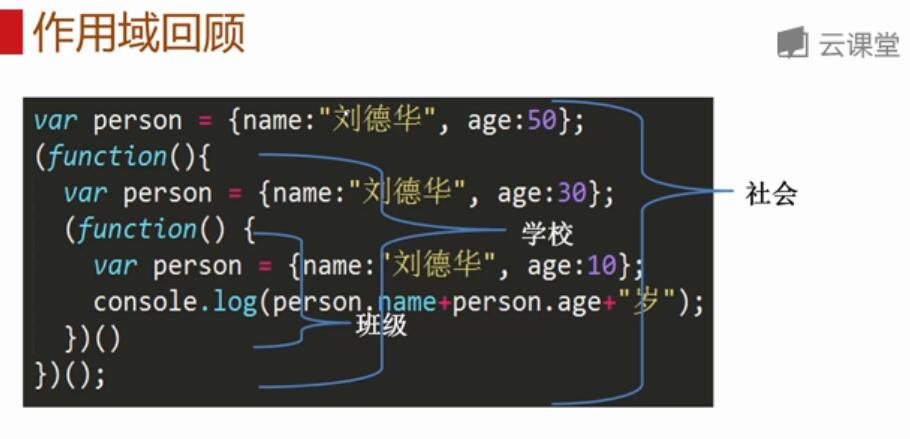 作用域回顾
云课堂
var person = {name:"刘德华", age:50};
(function(){
var person = {name:"刘德华", age:30};
(function() {
var person = {name:"刘德华", age:10};
console.log(person.name+person.age+"岁");
})()
})();
社会
学校
班级